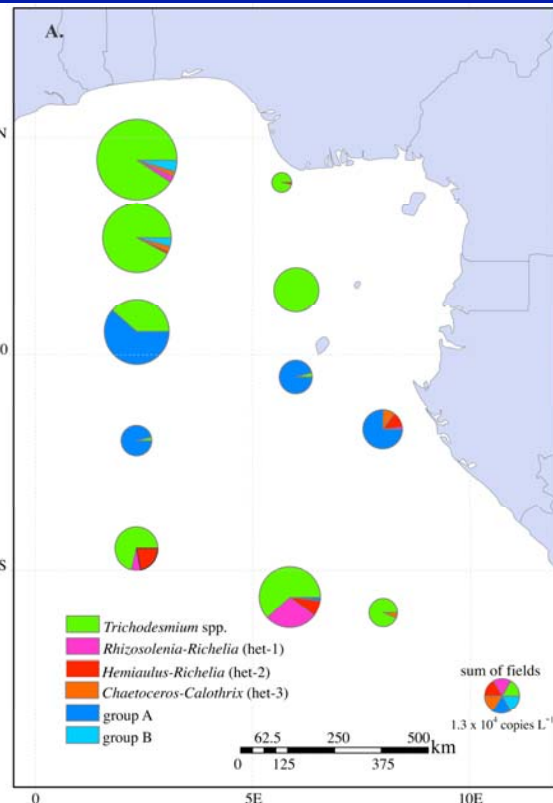 A.
N
0
S
Trichodesmium spp.
Rhizosolenia-Richelia (het-1)
Hemiaulus-Richelia (het-2)
Chaetoceros-Calothrix (het-3)
group A
group B
sum of fields
1.3 x 10⁴ copies L⁻¹
62.5 250 500 km
0 125 375
0 5E 10E